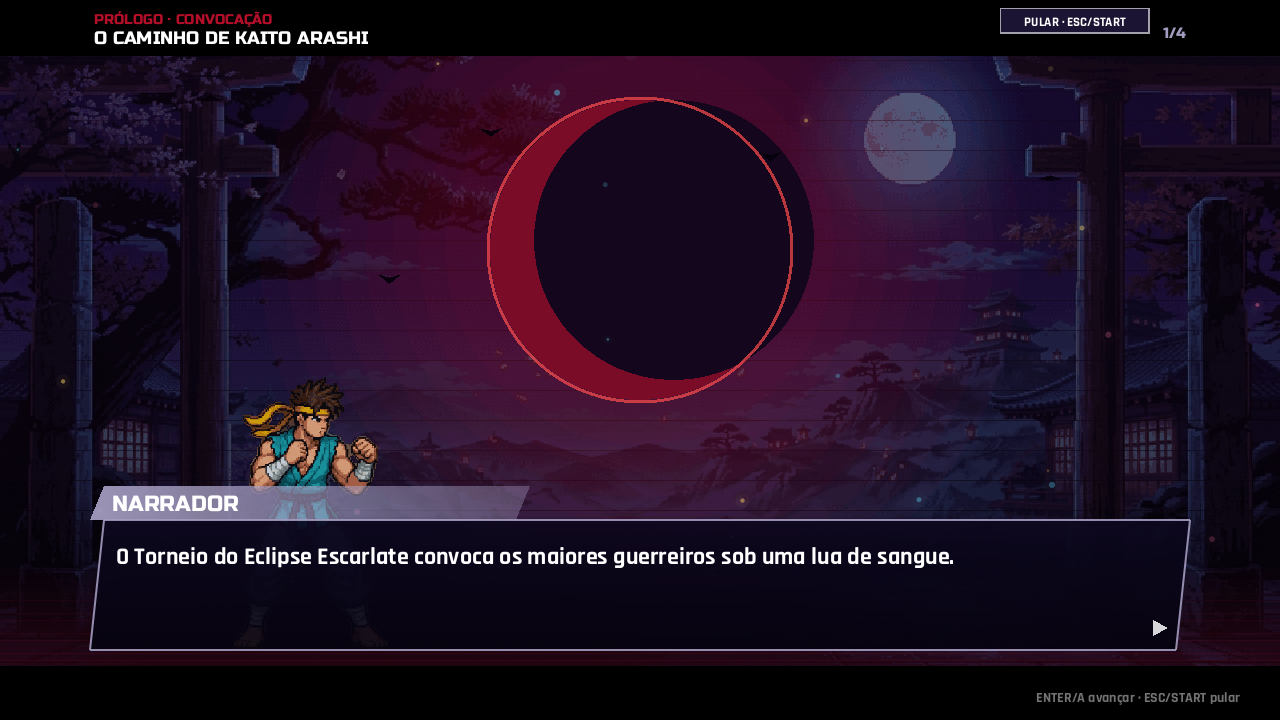 PRÓLOGO · CONVOCAÇÃO
O CAMINHO DE KAITO ARASHI
PULAR · ESC/START
1/4
NARRADOR
O Torneio do Eclipse Escarlate convoca os maiores guerreiros sob uma lua de sangue.
ENTER/A avançar · ESC/START pular